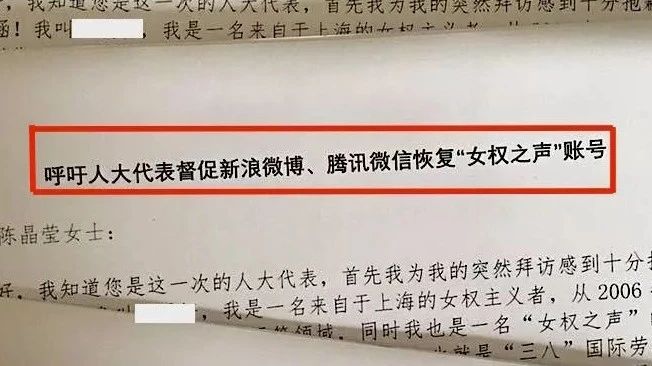 ，我知道您是这一次的人大代表，首先我为我的突然拜访感到十分抱歉
涵！我叫，我是一名来自于上海的女权主义者，从
呼吁人大代表督促新浪微博、腾讯微信恢复“女权之声”账号
陈晶莹女士：
好，我知道您是这一次的人大代表，首先我为我的突然拜访感到十分
，我是一名来自于上海的女权主义者，从 2006
领域，同时我也是一名“女权之声”
就是“三八”国际劳